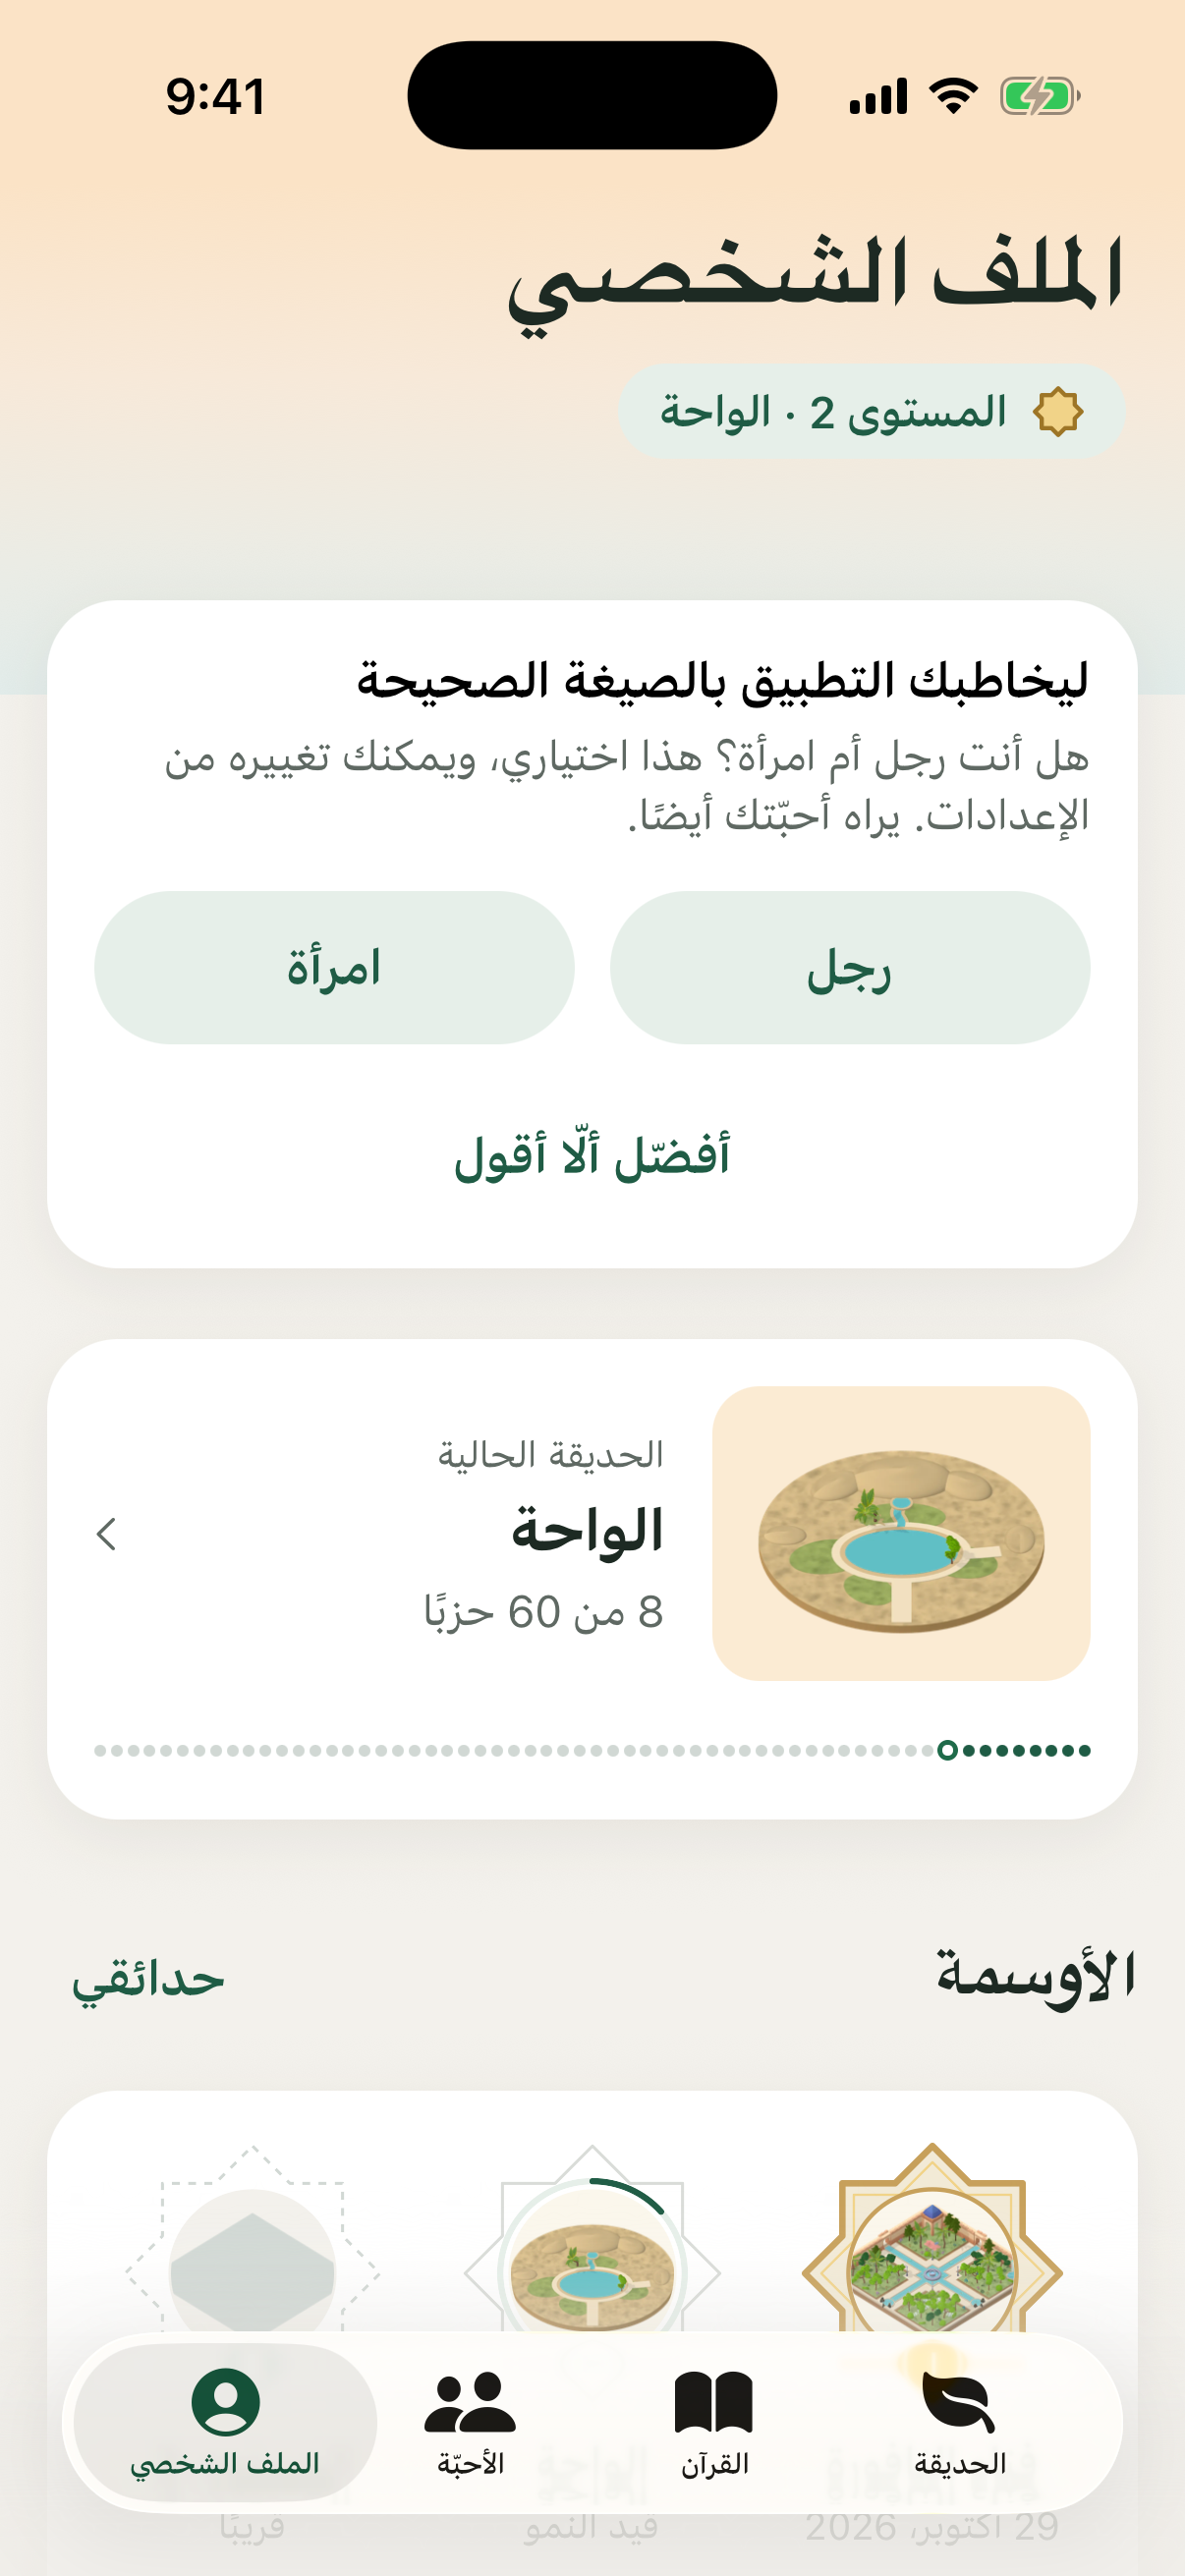 9:41
الملف الشخصي
المستوى 2 · الواحة
ليخاطبك التطبيق بالصيغة الصحيحة
هل أنت رجل أم امرأة؟ هذا اختياري، ويمكنك تغييره من
الإعدادات. يراه أحبّتك أيضًا.
رجل
امرأة
أفضّل ألّا أقول
الحديقة الحالية
الواحة
8 من 60 حزبًا
الأوسمة
حدائقي
الحديقة
القرآن
الأحبّة
الملف الشخصي
29 أكتوبر، 2026
قيد النمو
قريبًا